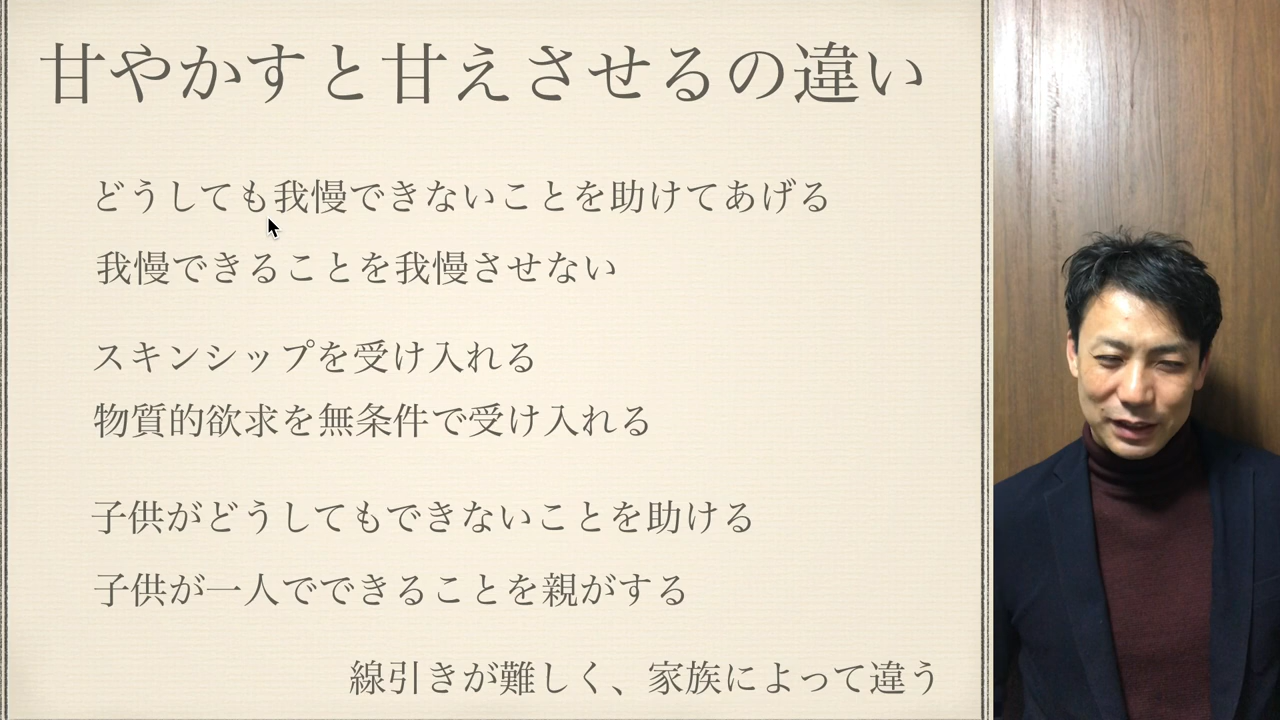 甘やかすと甘えさせるの違い
どうしても我慢できないことを助けてあげる
我慢できることを我慢させない
スキンシップを受け入れる
物質的欲求を無条件で受け入れる
子供がどうしてもできないことを助ける
子供が一人でできることを親がする
線引きが難しく、家族によって違う